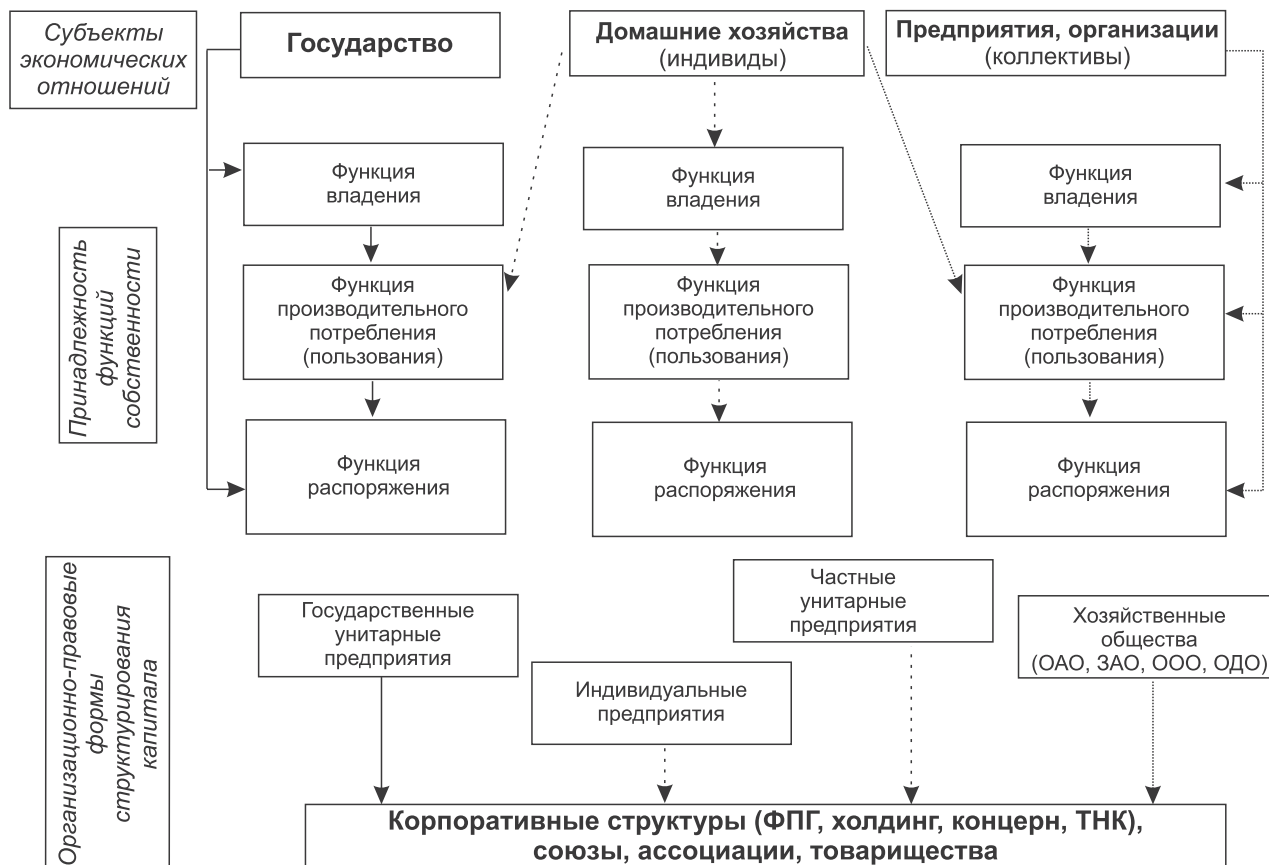 Субъекты
экономических
отношений
Государство
Домашние хозяйства
(индивиды)
Предприятия, организации
(коллективы)
Принадлежность
функций
собственности
Функция
владения
Функция
владения
Функция
владения
Функция
производительного
потребления
(пользования)
Функция
производительного
потребления
(пользования)
Функция
производительного
потребления
(пользования)
Функция
распоряжения
Функция
распоряжения
Функция
распоряжения
Организационно-правовые
формы
структурирования
капитала
Государственные
унитарные
предприятия
Индивидуальные
предприятия
Частные
унитарные
предприятия
Хозяйственные
общества
(ОАО, ЗАО, ООО, ОДО)
Корпоративные структуры (ФПГ, холдинг, концерн, ТНК),
союзы, ассоциации, товарищества